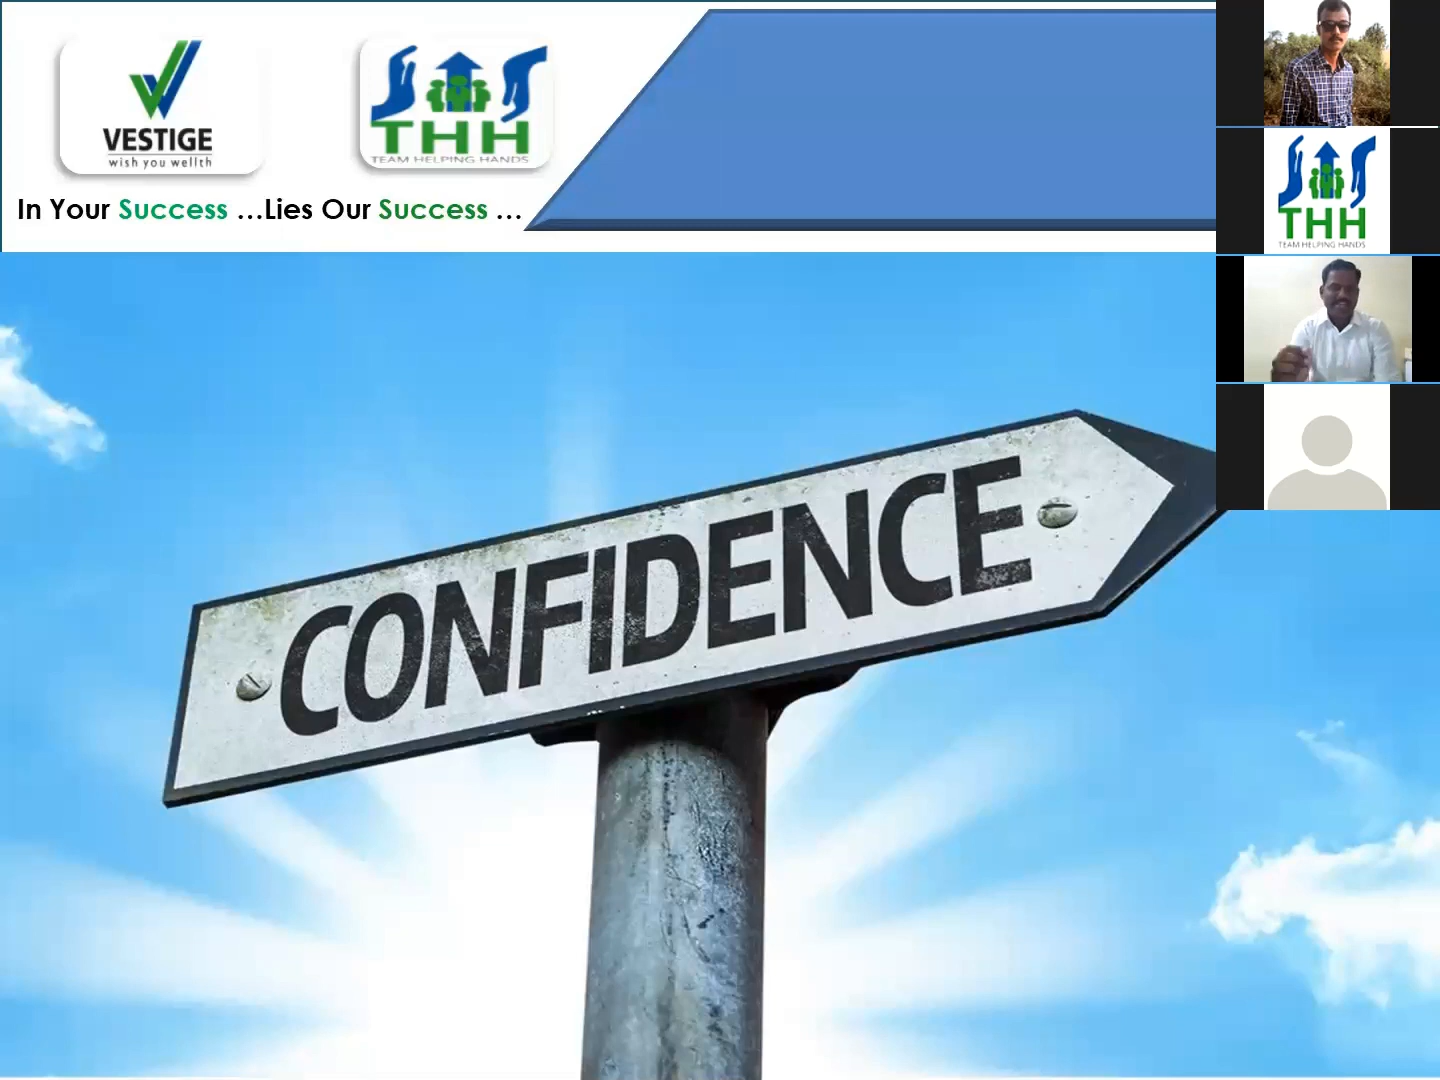 VESTIGE
wish you wellth
THH
TEAM HELPING HANDS
In Your Success ...Lies Our Success ...
CONFIDENCE
THH
TEAM HELPING HANDS